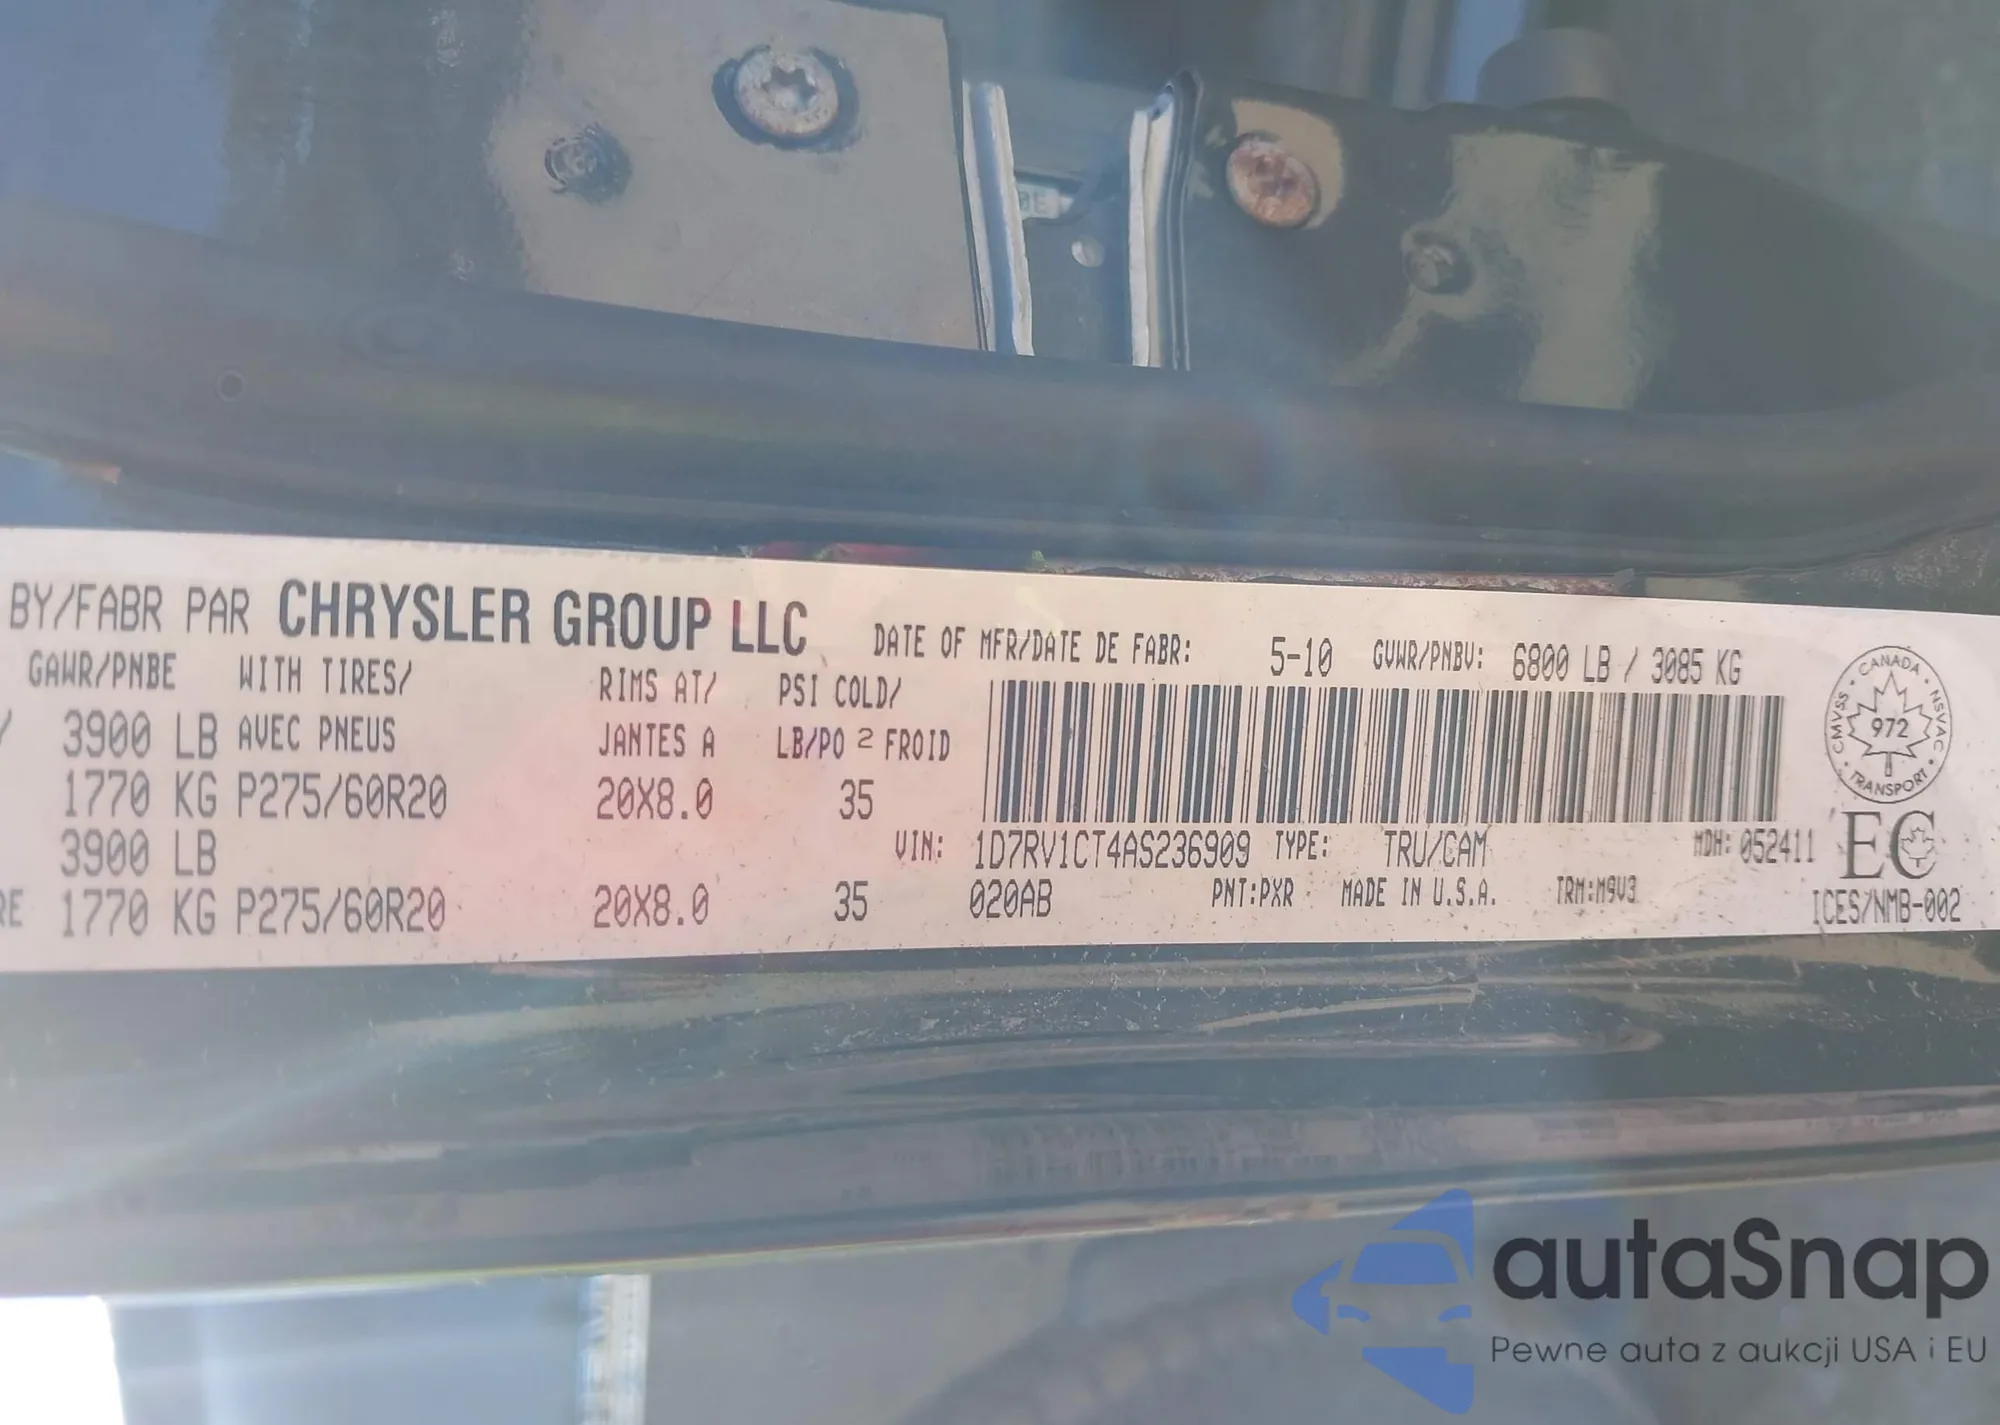 BY/FABR PAR CHRYSLER GROUP LLC DATE OF MFR/DATE DE FABR: 5-10 GVWR/PNBV: 6800 LB / 3085 KG
GAWR/PNBE WITH TIRES/ RIMS AT/ PSI COLD/
3900 LB AVEC PNEUS JANTES A LB/PO 2 FROID
1770 KG P275/60R20 20X8.0 35
3900 LB
1770 KG P275/60R20 20X8.0 35
VIN: 1D7RV1CT4AS236909 TYPE: TRU/CAM MDH: 052411
020AB PNT:PXR MADE IN U.S.A. TRM:M9V3
CANADA · NSVAC · TRANSPORT · CMVSS ·
972
EC
ICES/NMB-002
autaSnap
Pewne auta z aukcji USA i EU